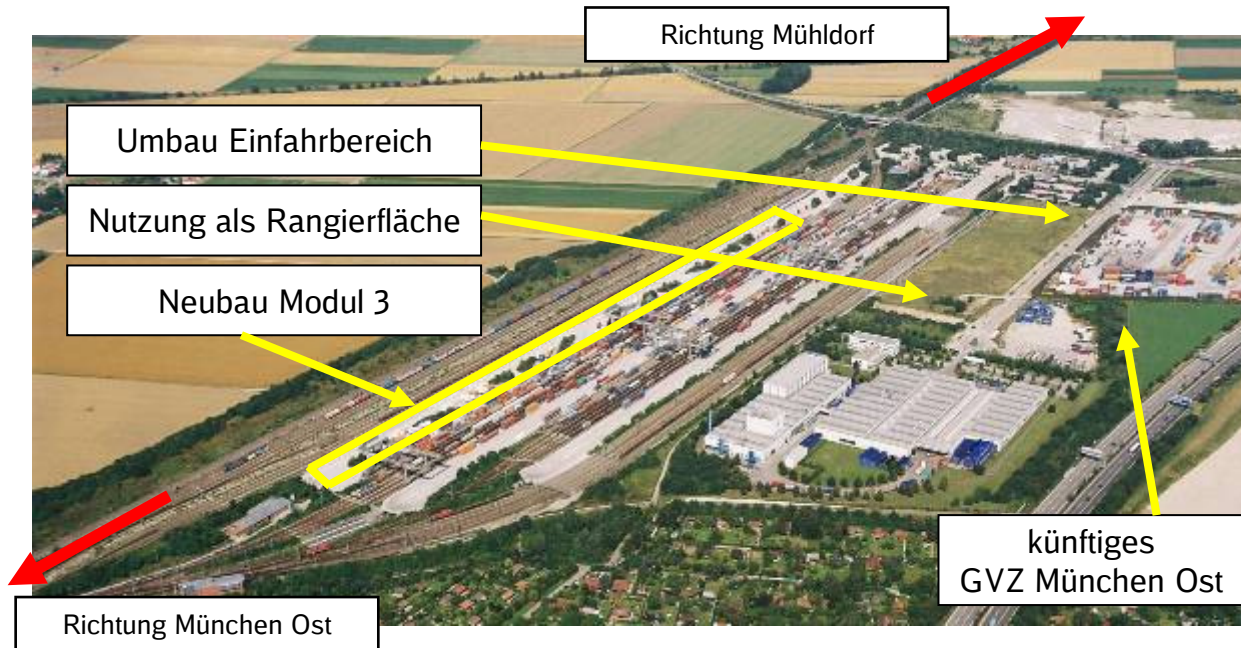 Richtung Mühldorf
Umbau Einfahrbereich
Nutzung als Rangierfläche
Neubau Modul 3
künftiges
GVZ München Ost
Richtung München Ost